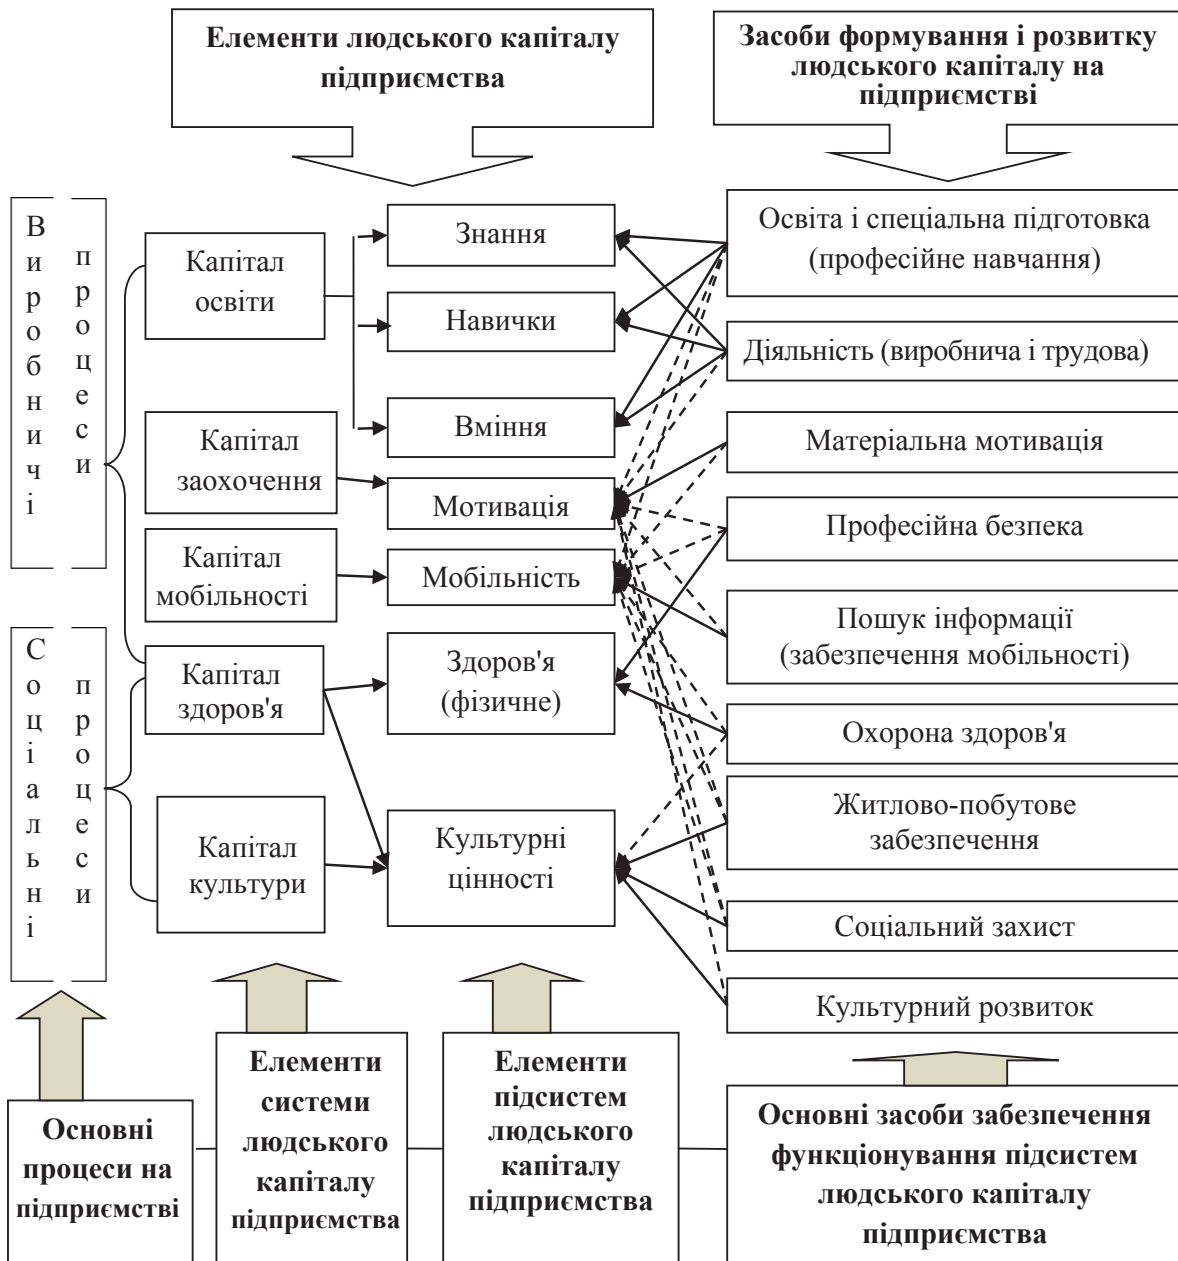 Елементи людського капіталу
підприємства
Засоби формування і розвитку
людського капіталу на
підприємстві
Виробничі
процеси
Соціальні
процеси
Капітал
освіти
Капітал
заохочення
Капітал
мобільності
Капітал
здоров'я
Капітал
культури
Знання
Навички
Вміння
Мотивація
Мобільність
Здоров'я
(фізичне)
Культурні
цінності
Освіта і спеціальна підготовка
(професійне навчання)
Діяльність (виробнича і трудова)
Матеріальна мотивація
Професійна безпека
Пошук інформації
(забезпечення мобільності)
Охорона здоров'я
Житлово-побутове
забезпечення
Соціальний захист
Культурний розвиток
Основні
процеси на
підприємстві
Елементи
системи
людського
капіталу
підприємства
Елементи
підсистем
людського
капіталу
підприємства
Основні засоби забезпечення
функціонування підсистем
людського капіталу
підприємства